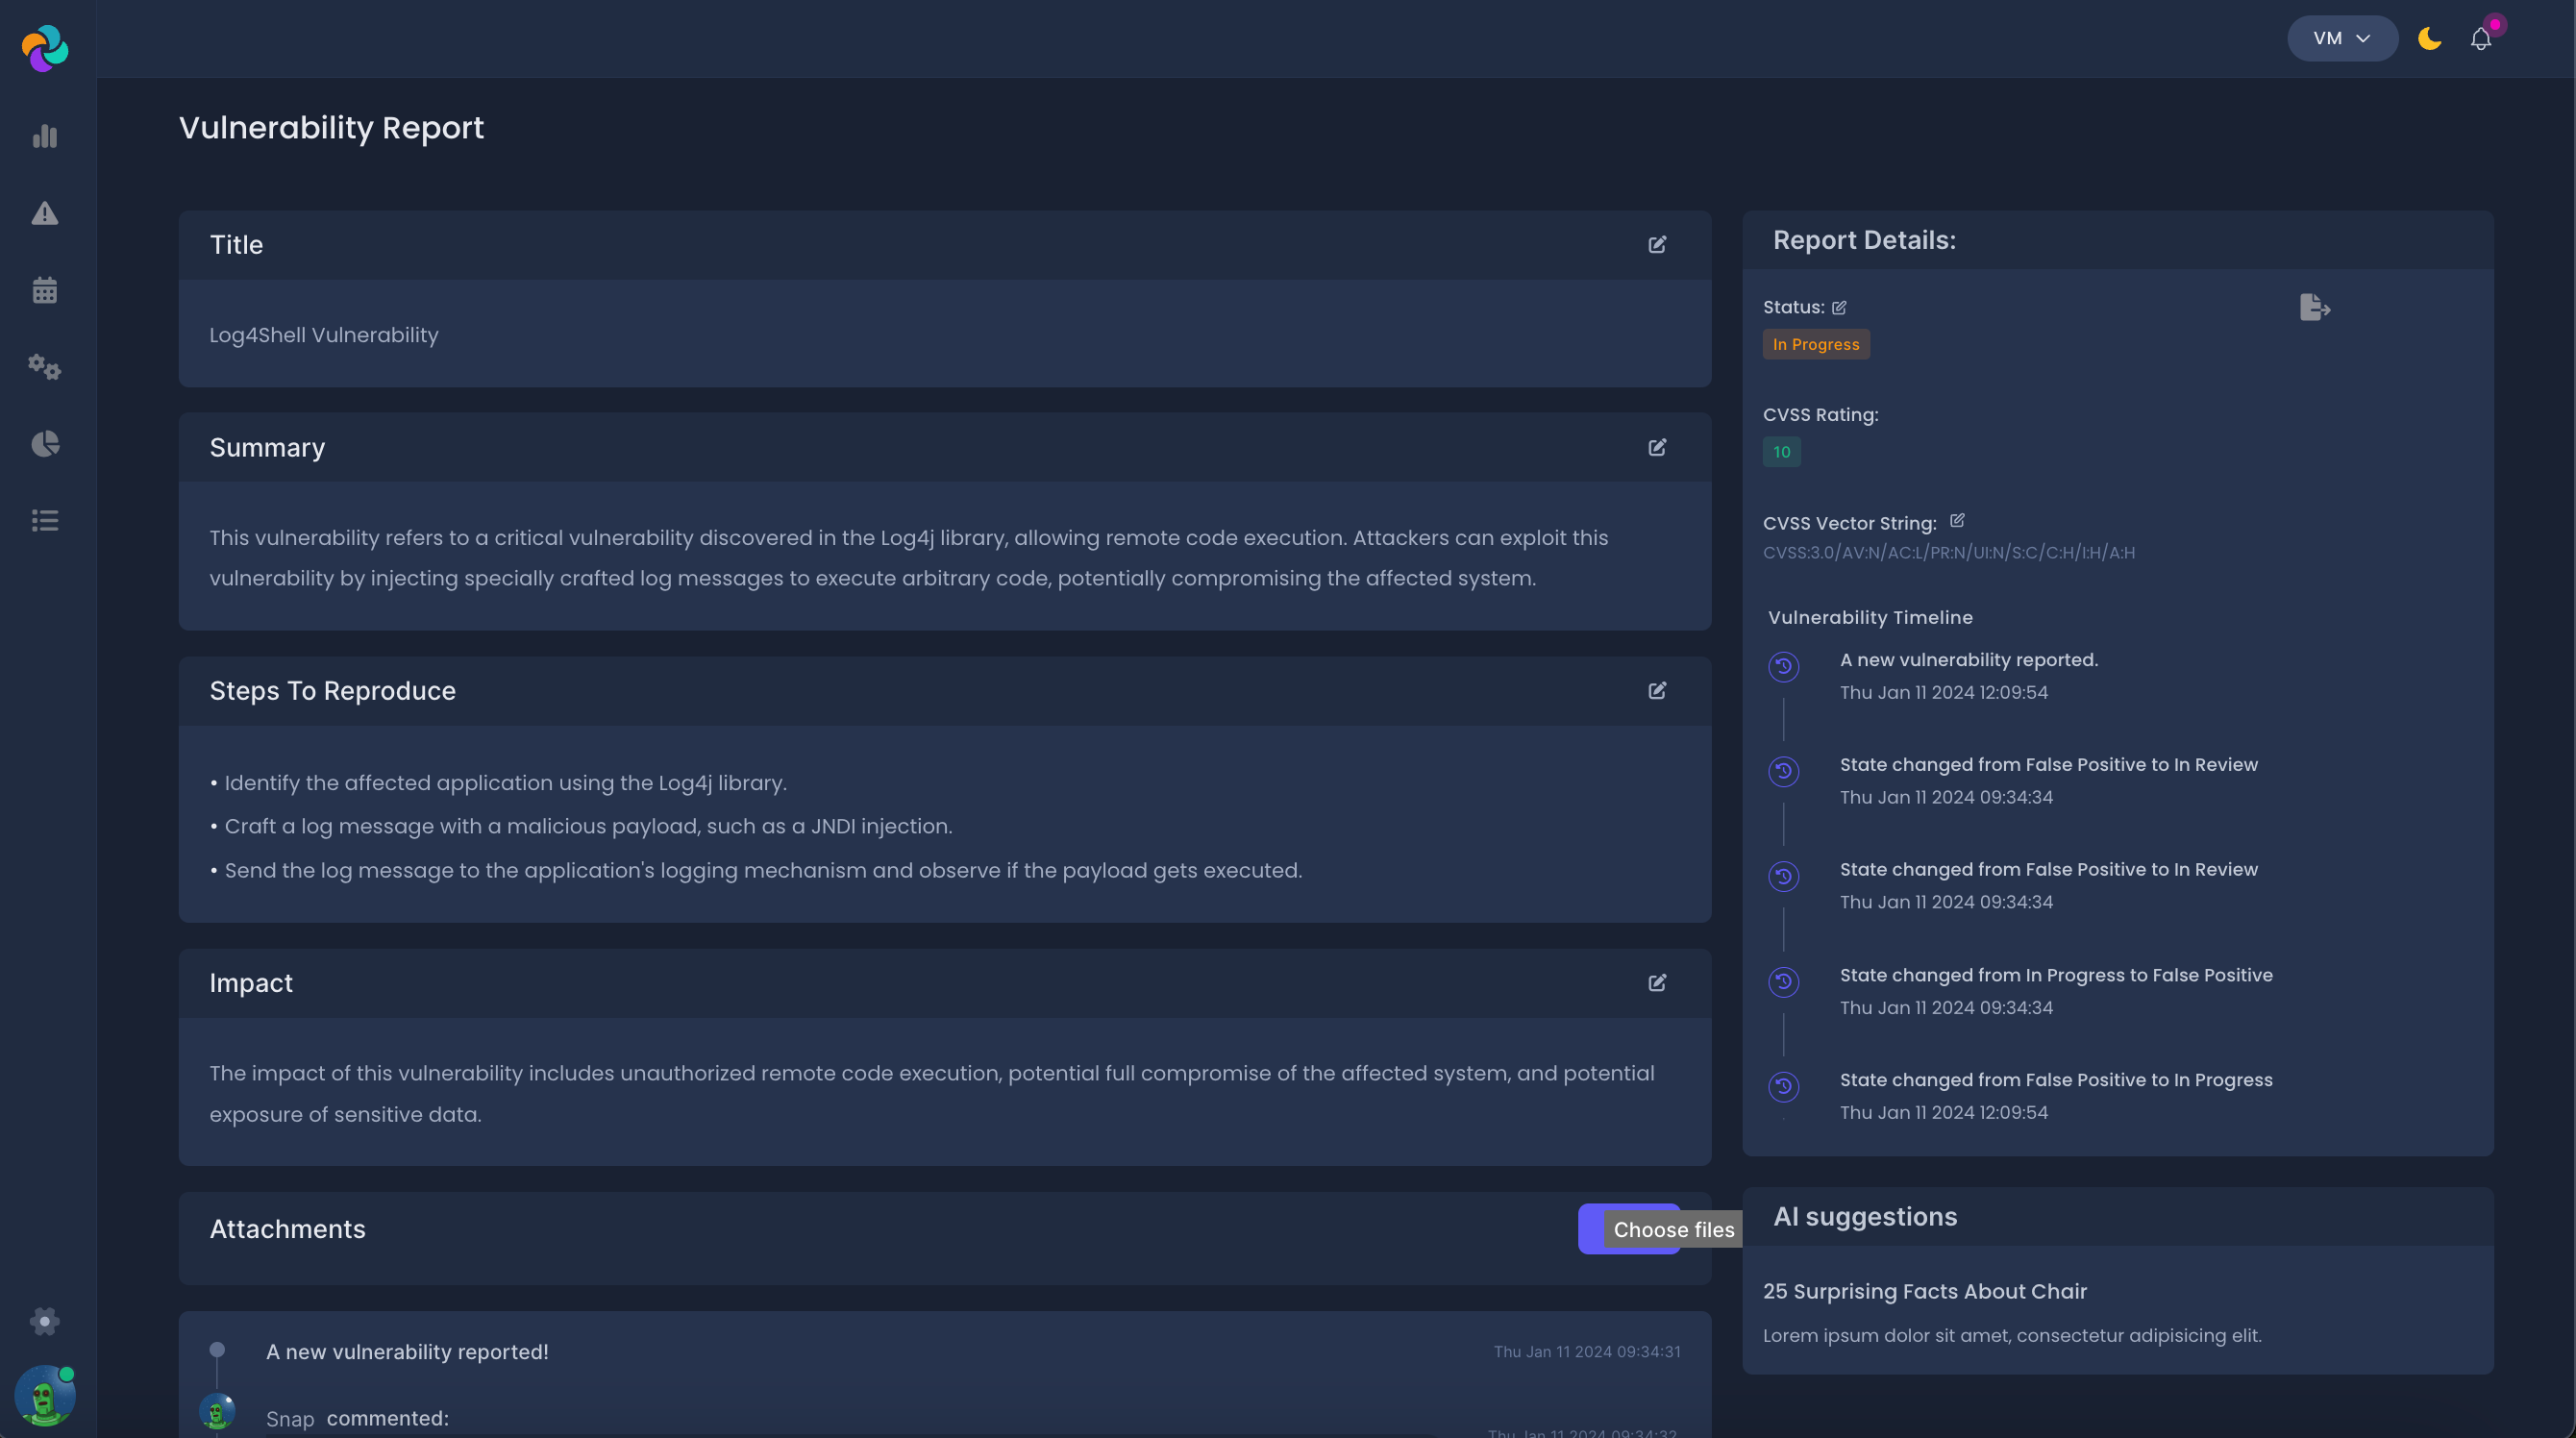 VM
Vulnerability Report
Title
Log4Shell Vulnerability
Summary
This vulnerability refers to a critical vulnerability discovered in the Log4j library, allowing remote code execution. Attackers can exploit this
vulnerability by injecting specially crafted log messages to execute arbitrary code, potentially compromising the affected system.
Steps To Reproduce
• Identify the affected application using the Log4j library.
• Craft a log message with a malicious payload, such as a JNDI injection.
• Send the log message to the application's logging mechanism and observe if the payload gets executed.
Impact
The impact of this vulnerability includes unauthorized remote code execution, potential full compromise of the affected system, and potential
exposure of sensitive data.
Attachments
Choose files
A new vulnerability reported!
Thu Jan 11 2024 09:34:31
Snap commented:
Thu Jan 11 2024 09:34:32
Report Details:
Status:
In Progress
CVSS Rating:
10
CVSS Vector String:
CVSS:3.0/AV:N/AC:L/PR:N/UI:N/S:C/C:H/I:H/A:H
Vulnerability Timeline
A new vulnerability reported.
Thu Jan 11 2024 12:09:54
State changed from False Positive to In Review
Thu Jan 11 2024 09:34:34
State changed from False Positive to In Review
Thu Jan 11 2024 09:34:34
State changed from In Progress to False Positive
Thu Jan 11 2024 09:34:34
State changed from False Positive to In Progress
Thu Jan 11 2024 12:09:54
AI suggestions
25 Surprising Facts About Chair
Lorem ipsum dolor sit amet, consectetur adipisicing elit.